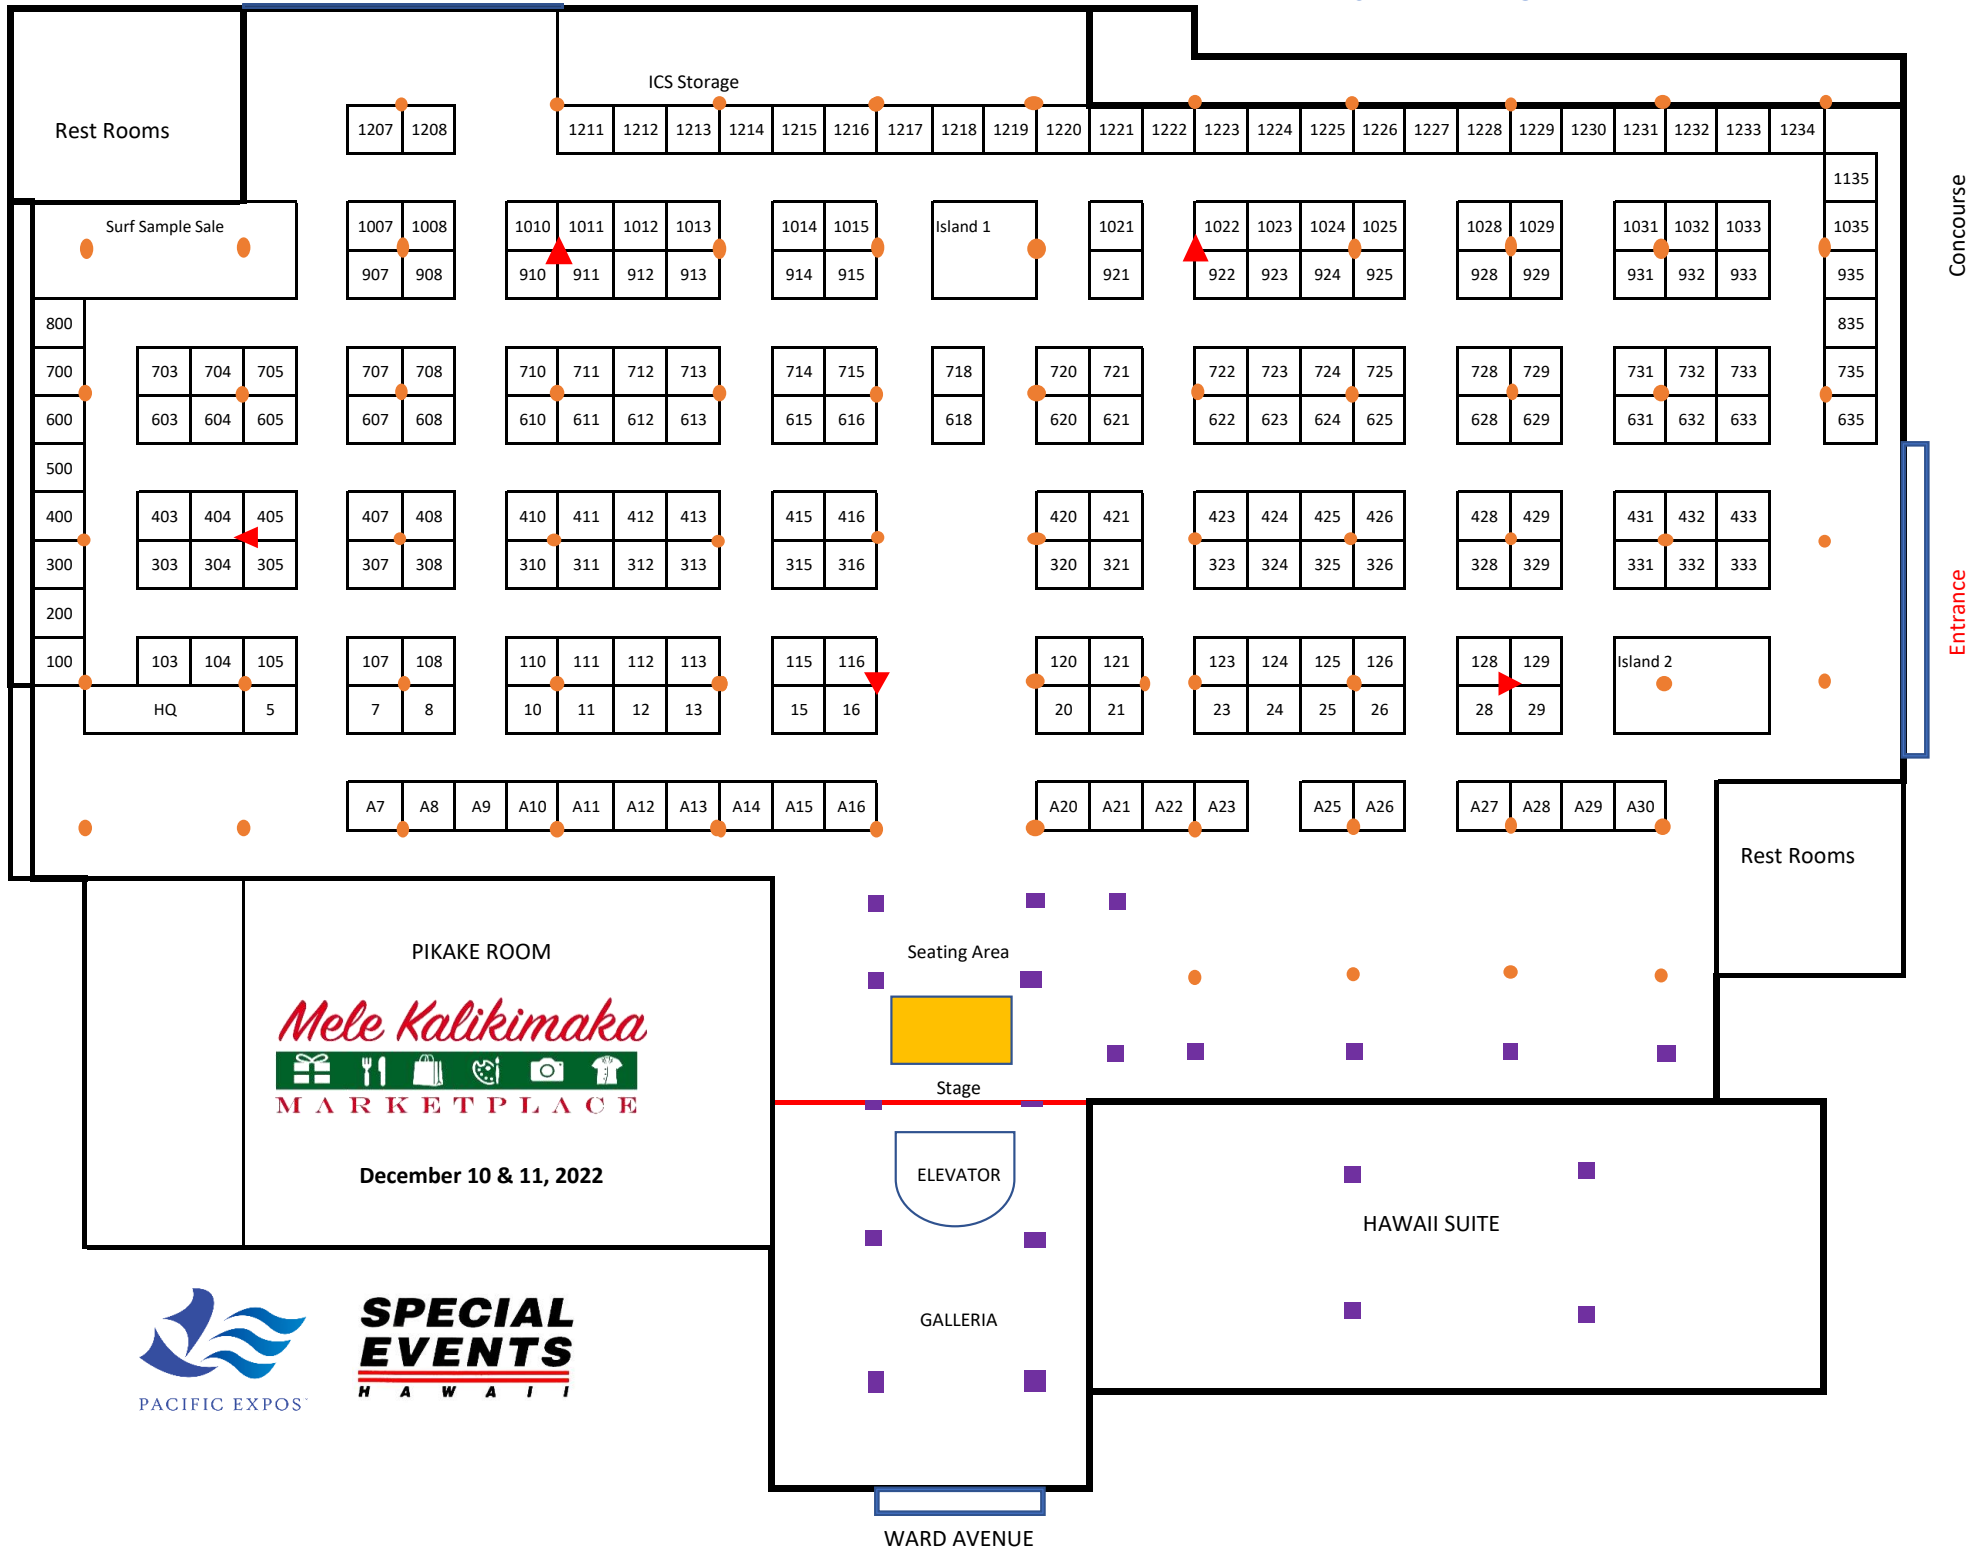 ICS Storage
Rest Rooms
1207 1208 1211 1212 1213 1214 1215 1216 1217 1218 1219 1220 1221 1222 1223 1224 1225 1226 1227 1228 1229 1230 1231 1232 1233 1234
1135
Concourse
Surf Sample Sale 1007 1008 1010 1011 1012 1013 1014 1015 Island 1 1021 1022 1023 1024 1025 1028 1029 1031 1032 1033 1035
907 908 910 911 912 913 914 915 921 922 923 924 925 928 929 931 932 933 935
800 835
700 703 704 705 707 708 710 711 712 713 714 715 718 720 721 722 723 724 725 728 729 731 732 733 735
600 603 604 605 607 608 610 611 612 613 615 616 618 620 621 622 623 624 625 628 629 631 632 633 635
500
400 403 404 405 407 408 410 411 412 413 415 416 420 421 423 424 425 426 428 429 431 432 433
300 303 304 305 307 308 310 311 312 313 315 316 320 321 323 324 325 326 328 329 331 332 333
Entrance
200
100 103 104 105 107 108 110 111 112 113 115 116 120 121 123 124 125 126 128 129 Island 2
HQ 5 7 8 10 11 12 13 15 16 20 21 23 24 25 26 28 29
A7 A8 A9 A10 A11 A12 A13 A14 A15 A16 A20 A21 A22 A23 A25 A26 A27 A28 A29 A30
Rest Rooms
PIKAKE ROOM
Seating Area
Mele Kalikimaka
MARKETPLACE
Stage
December 10 & 11, 2022
ELEVATOR
HAWAII SUITE
GALLERIA
SPECIAL
EVENTS
HAWAII
PACIFIC EXPOS
WARD AVENUE